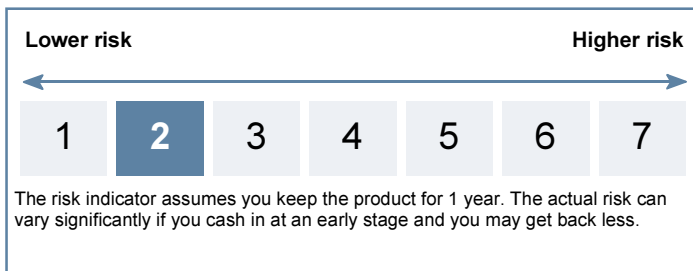 Lower risk Higher risk
1 2 3 4 5 6 7
The risk indicator assumes you keep the product for 1 year. The actual risk can
vary significantly if you cash in at an early stage and you may get back less.